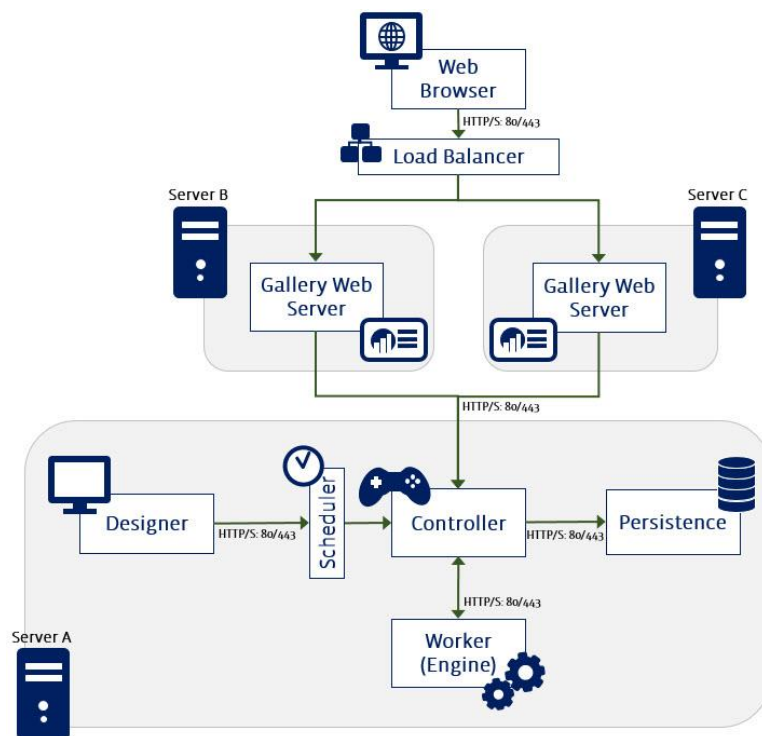 Web
Browser
HTTP/S: 80/443
Load Balancer
Server B
Server C
Gallery Web
Server
Gallery Web
Server
HTTP/S: 80/443
Designer
HTTP/S: 80/443
Scheduler
Controller
HTTP/S: 80/443
Persistence
HTTP/S: 80/443
Worker
(Engine)
Server A